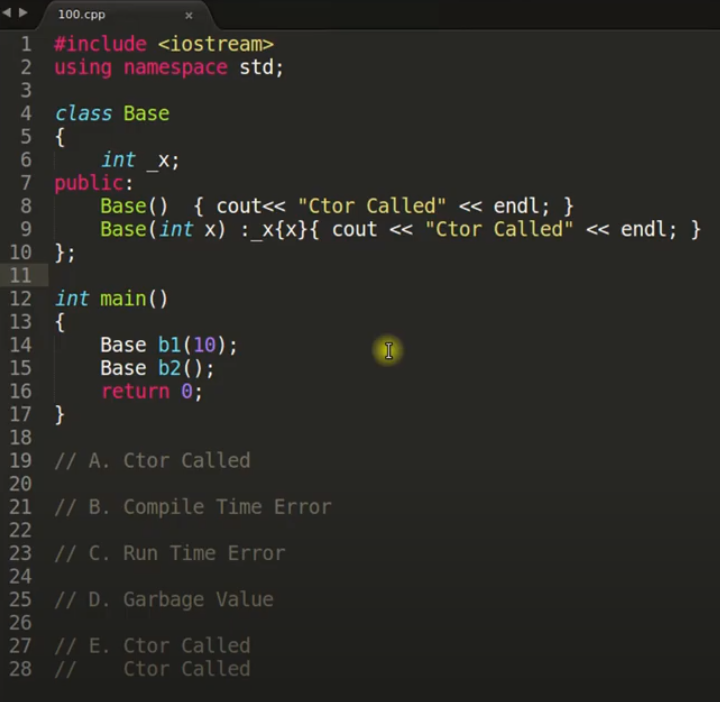 100.cpp ×
1 #include <iostream>
2 using namespace std;
3
4 class Base
5 {
6     int _x;
7 public:
8     Base()  { cout<< "Ctor Called" << endl; }
9     Base(int x) :_x{x}{ cout << "Ctor Called" << endl; }
10 };
11
12 int main()
13 {
14     Base b1(10);
15     Base b2();
16     return 0;
17 }
18
19 // A. Ctor Called
20
21 // B. Compile Time Error
22
23 // C. Run Time Error
24
25 // D. Garbage Value
26
27 // E. Ctor Called
28 //    Ctor Called